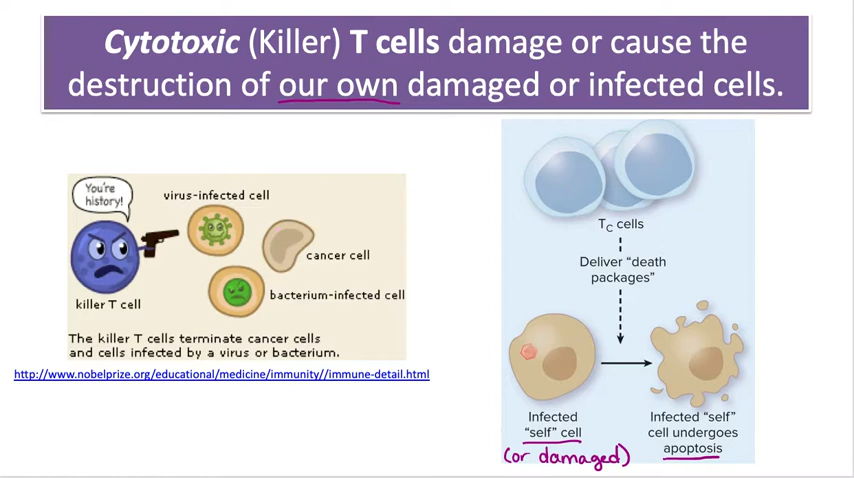 Cytotoxic (Killer) T cells damage or cause the
destruction of our own damaged or infected cells.
You're
history!
virus-infected cell
cancer cell
bacterium-infected cell
killer T cell
The killer T cells terminate cancer cells
and cells infected by a virus or bacterium.
http://www.nobelprize.org/educational/medicine/immunity//immune-detail.html
TC cells
Deliver "death
packages"
Infected
"self" cell
(or damaged)
Infected "self"
cell undergoes
apoptosis